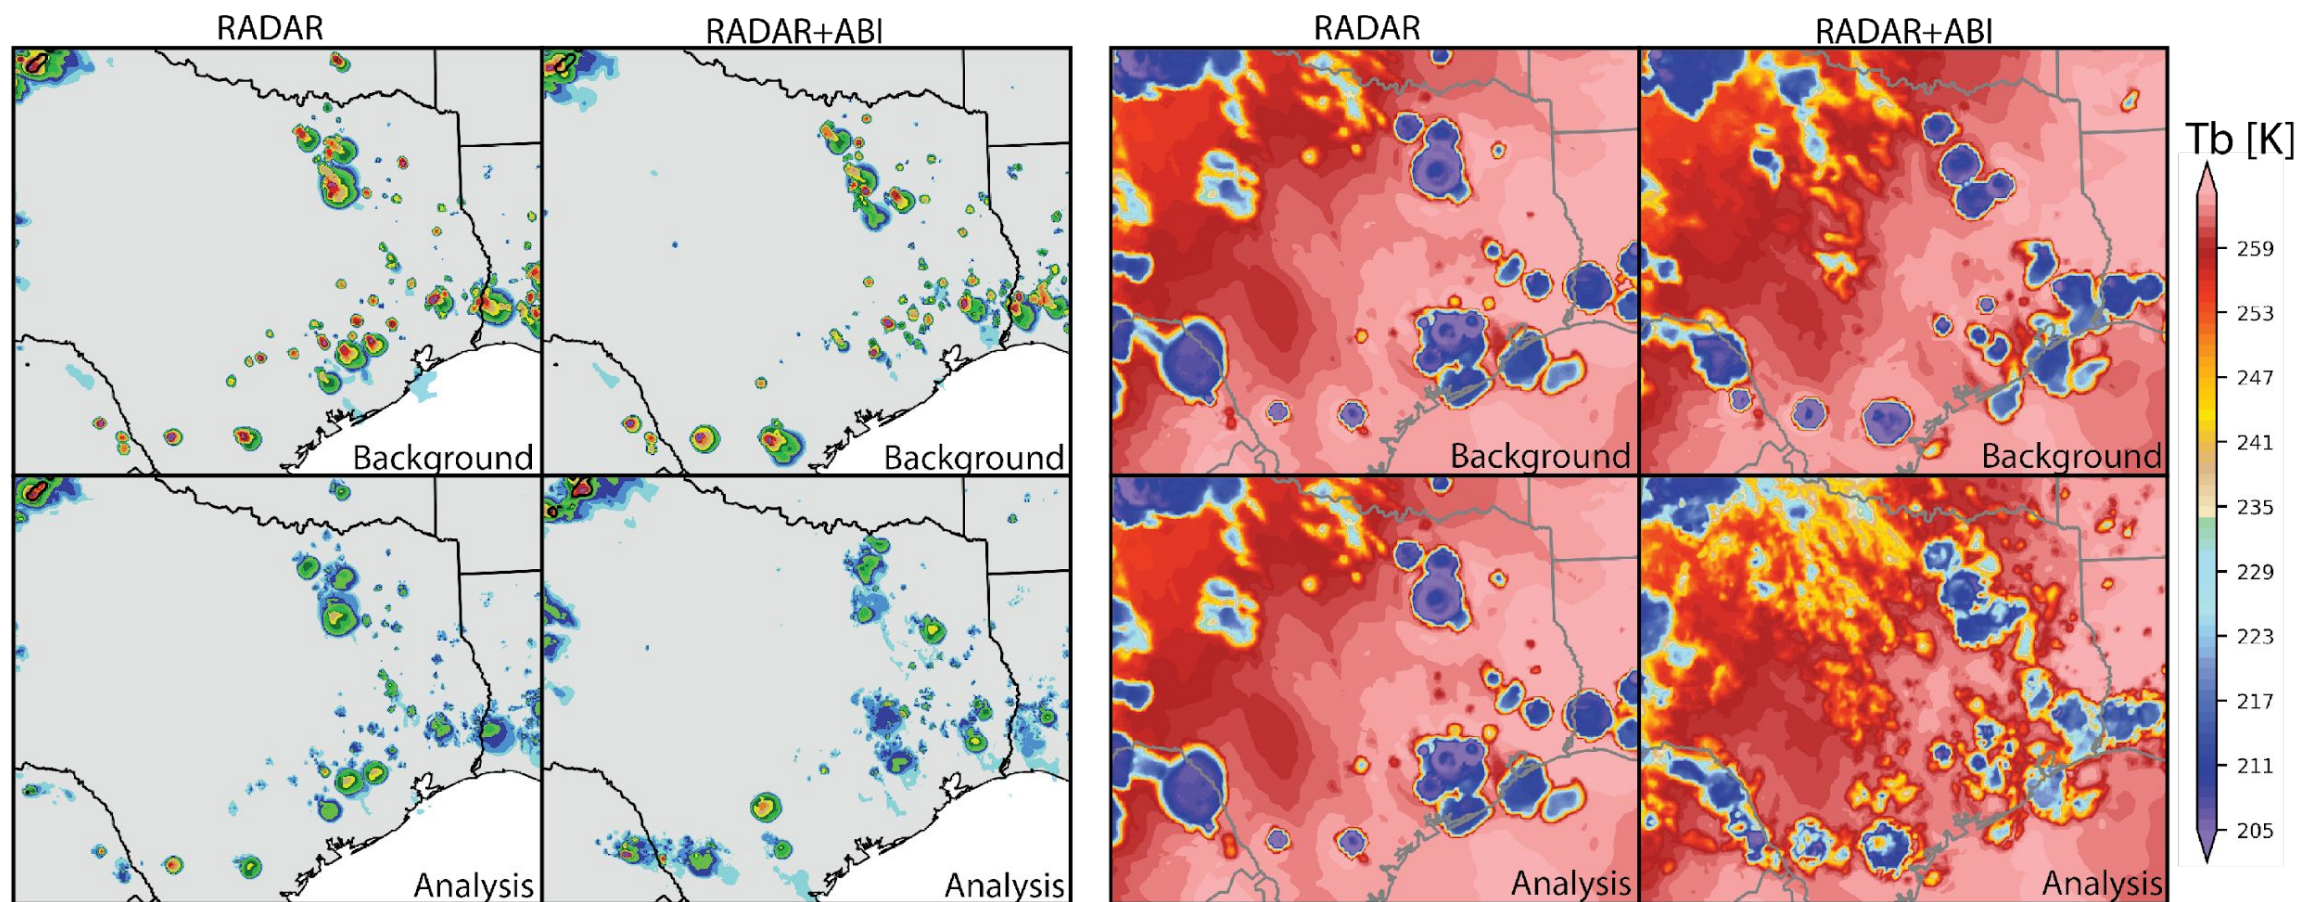 RADAR
RADAR+ABI
RADAR
RADAR+ABI
Tb [K]
Background
Background
Background
Background
Analysis
Analysis
Analysis
Analysis
259
253
247
241
235
229
223
217
211
205